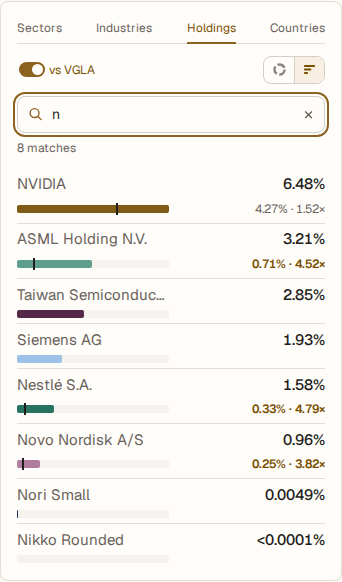 Sectors Industries Holdings Countries
vs VGLA
n ×
8 matches
NVIDIA 6.48%
4.27% · 1.52×
ASML Holding N.V. 3.21%
0.71% · 4.52×
Taiwan Semiconduc… 2.85%
Siemens AG 1.93%
Nestlé S.A. 1.58%
0.33% · 4.79×
Novo Nordisk A/S 0.96%
0.25% · 3.82×
Nori Small 0.0049%
Nikko Rounded <0.0001%